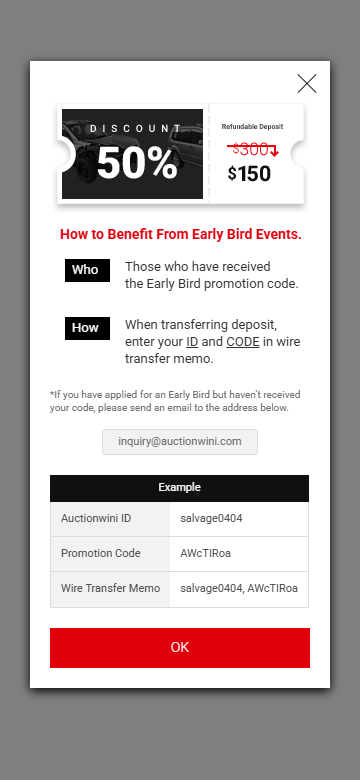 DISCOUNT
50%
Refundable Deposit
$300
$150
How to Benefit From Early Bird Events.
Who
Those who have received
the Early Bird promotion code.
How
When transferring deposit,
enter your ID and CODE in wire
transfer memo.
*If you have applied for an Early Bird but haven't received
your code, please send an email to the address below.
inquiry@auctionwini.com
Example
Auctionwini ID salvage0404
Promotion Code AWcTIRoa
Wire Transfer Memo salvage0404, AWcTIRoa
OK